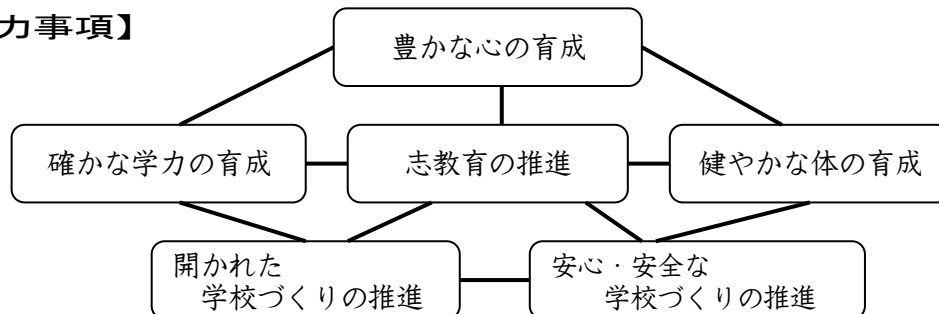 力事項】
豊かな心の育成
確かな学力の育成
志教育の推進
健やかな体の育成
開かれた
学校づくりの推進
安心・安全な
学校づくりの推進